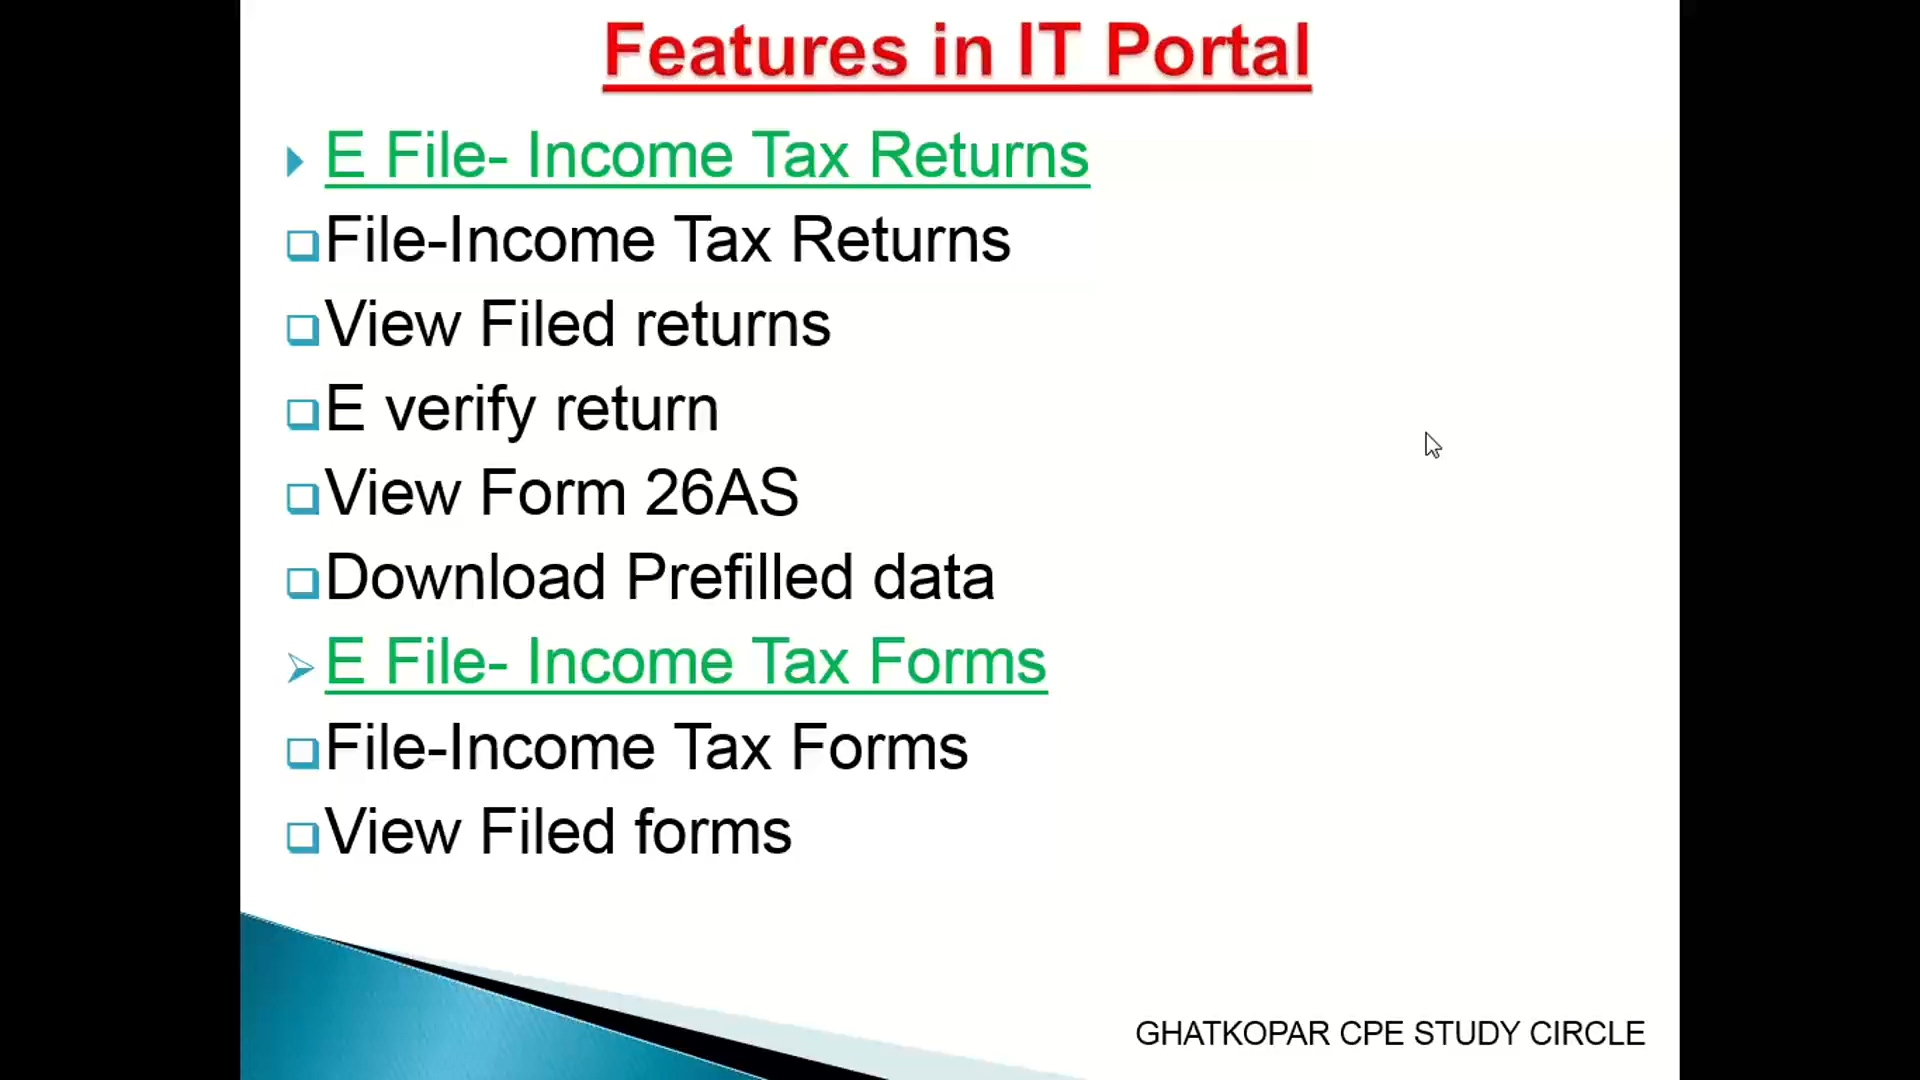 Features in IT Portal
E File- Income Tax Returns
File-Income Tax Returns
View Filed returns
E verify return
View Form 26AS
Download Prefilled data
E File- Income Tax Forms
File-Income Tax Forms
View Filed forms
GHATKOPAR CPE STUDY CIRCLE